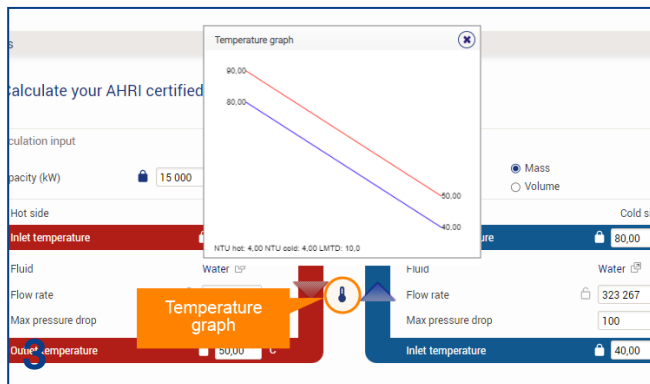 s
Temperature graph
Calculate your AHRI certified
90,00
80,00
50,00
40,00
NTU hot: 4,00 NTU cold: 4,00 LMTD: 10,0
culation input
pacity (kW)
15 000
Mass
Volume
Hot side
Cold s
Inlet temperature
ure
80,00
Fluid
Water
Fluid
Water
Flow rate
Flow rate
323 267
Max pressure drop
Max pressure drop
100
Temperature
graph
Outlet temperature
50,00
C
Inlet temperature
40,00
3